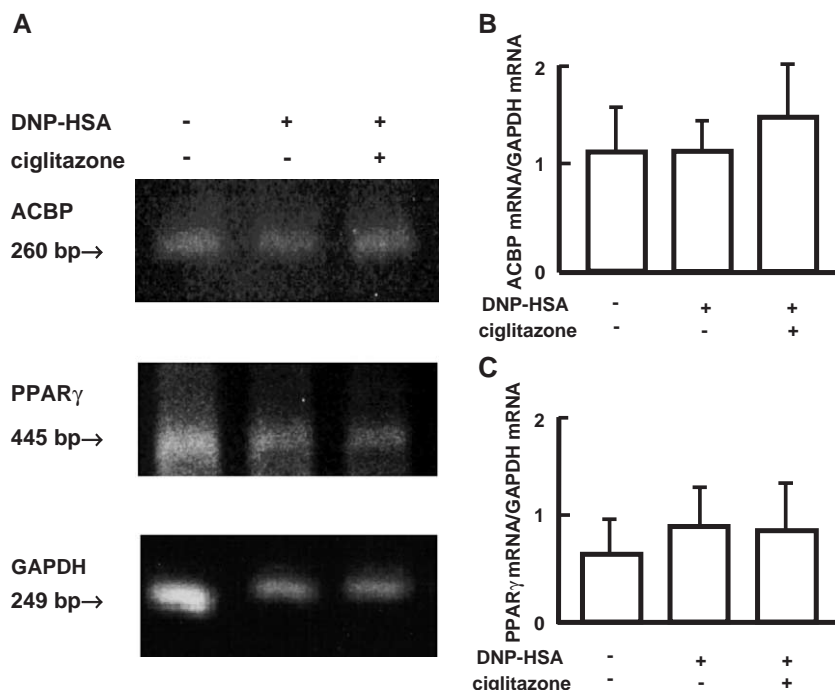 A
DNP-HSA - + +
ciglitazone - - +
ACBP
260 bp→
PPARγ
445 bp→
GAPDH
249 bp→
B
ACBP mRNA/GAPDH mRNA
2
1
0
DNP-HSA - + +
ciglitazone - - +
C
PPARγ mRNA/GAPDH mRNA
2
1
0
DNP-HSA - + +
ciglitazone - - +